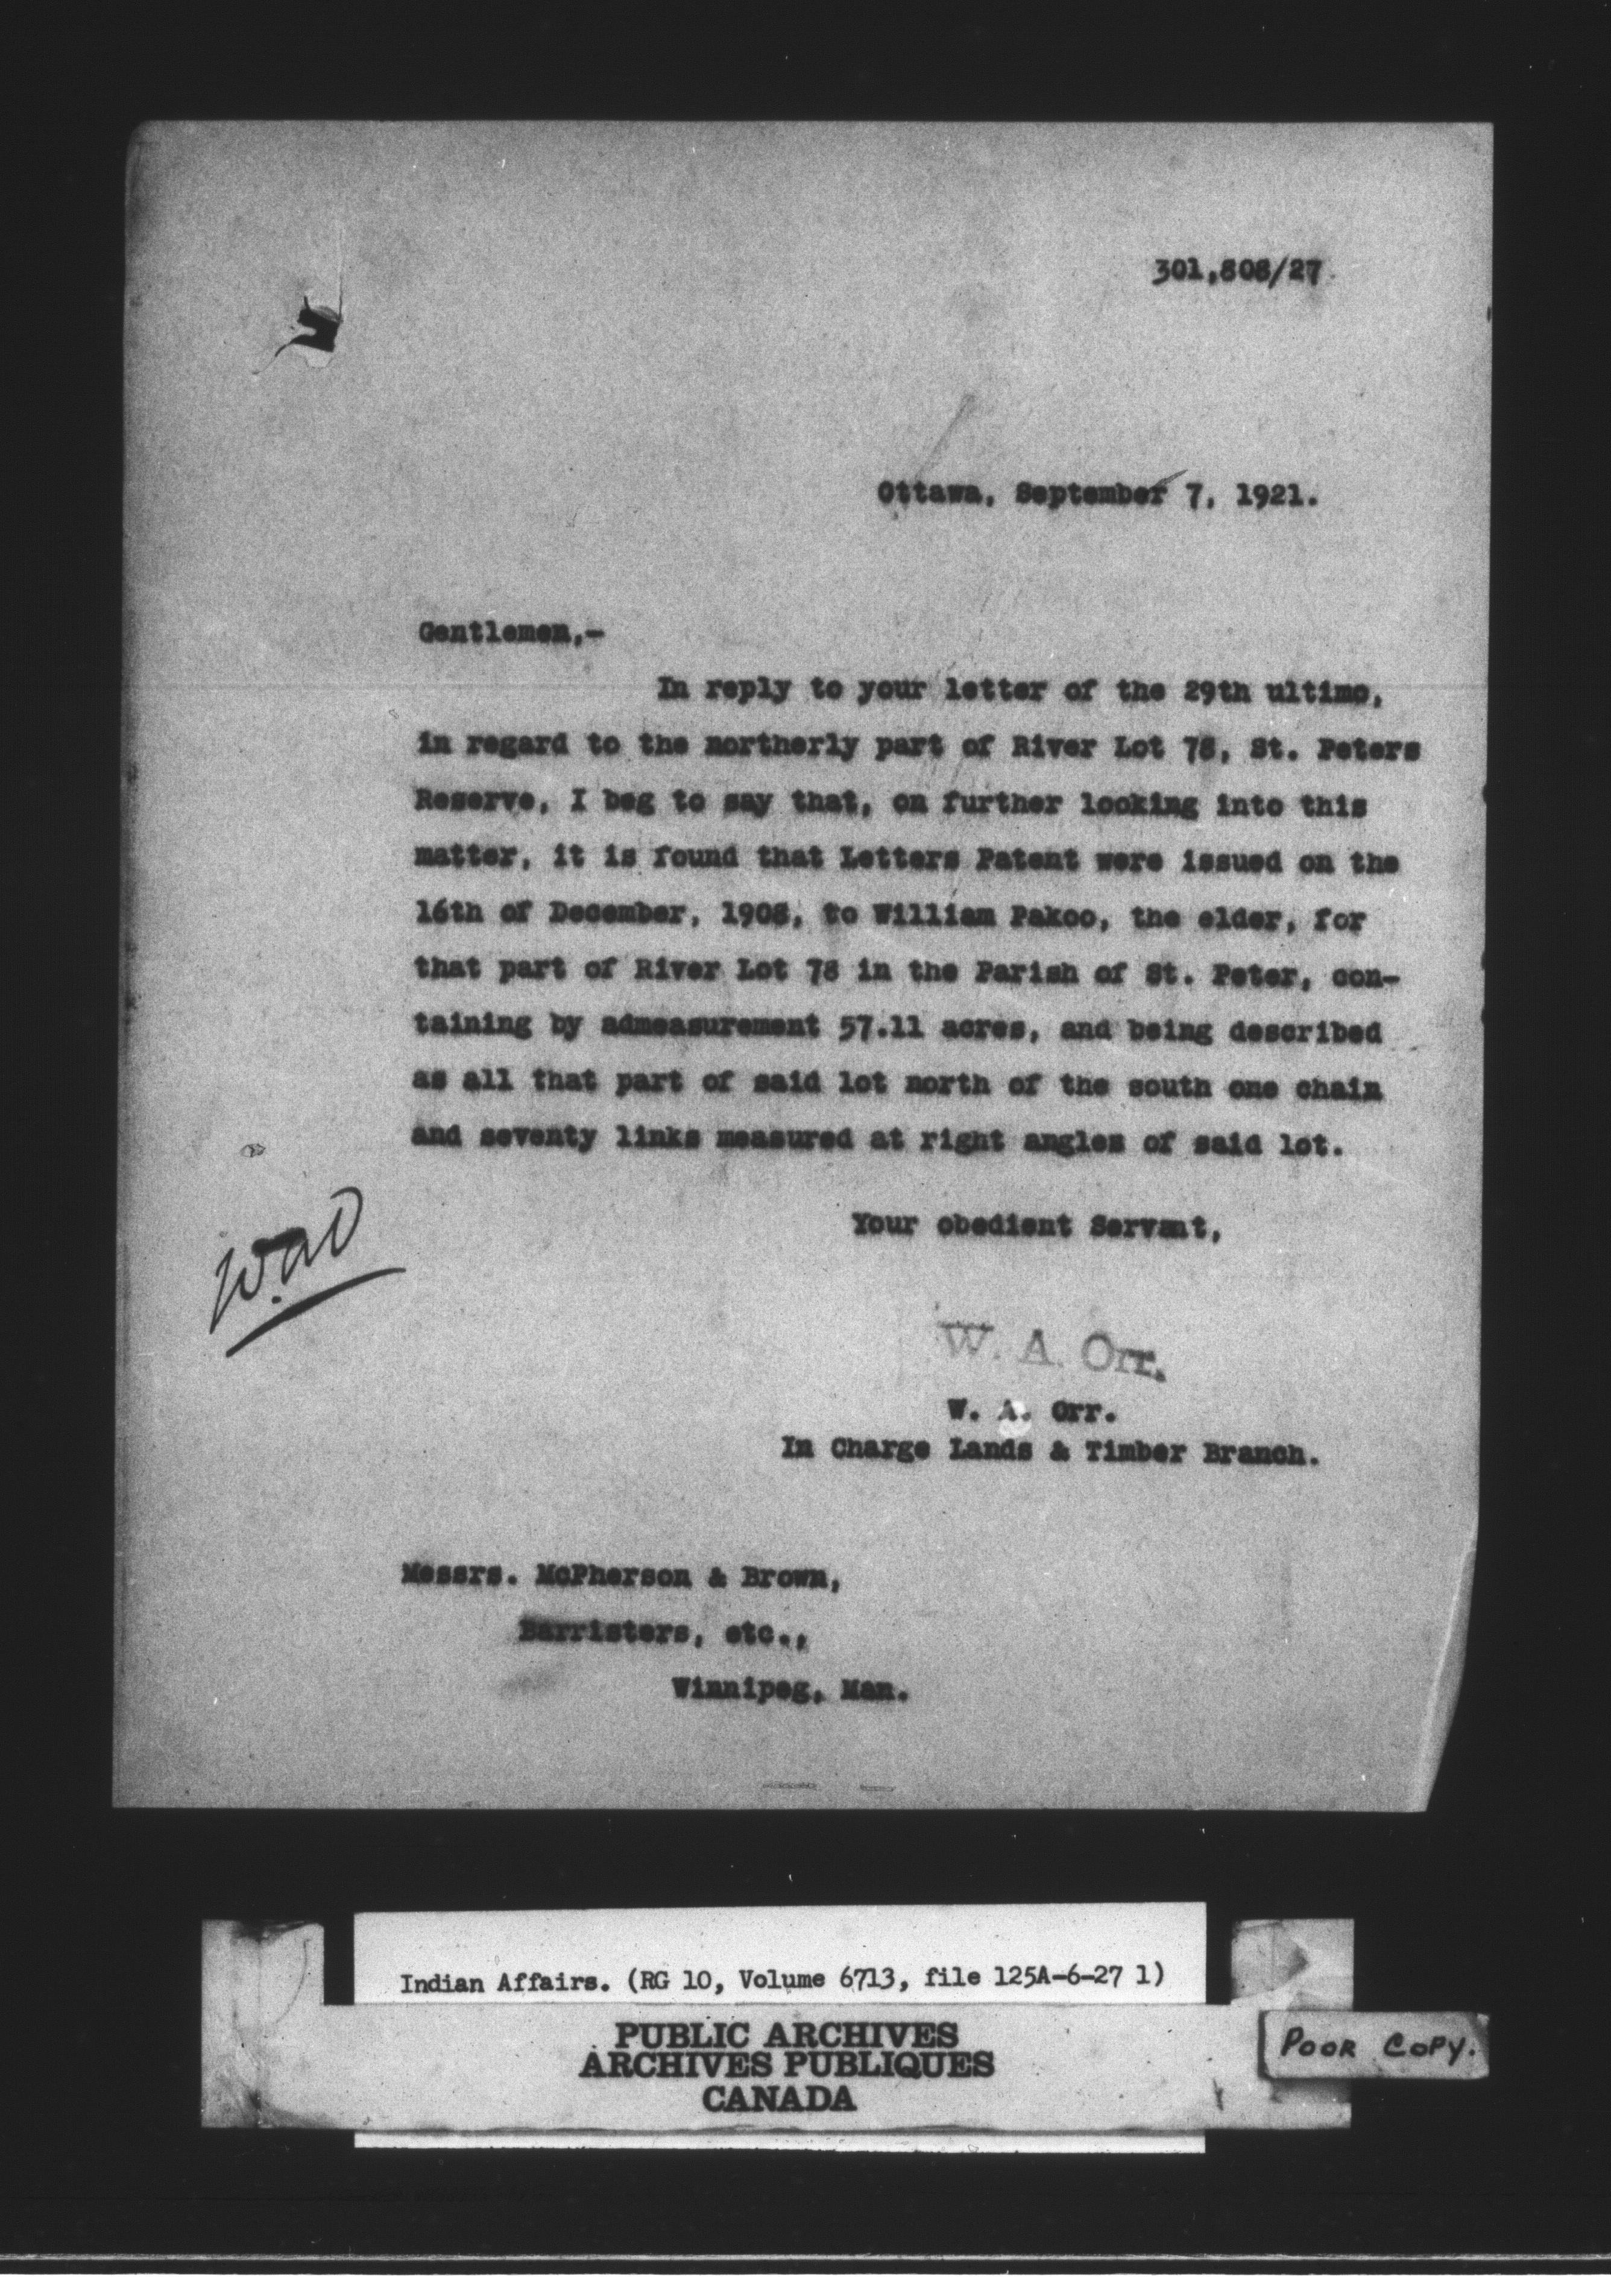 301,808/27
Ottawa, September 7, 1921.
Gentlemen,-
In reply to your letter of the 29th ultimo,
in regard to the northerly part of River Lot 78, St. Peters
Reserve, I beg to say that, on further looking into this
matter, it is found that Letters Patent were issued on the
16th of December, 1908, to William Pakoo, the elder, for
that part of River Lot 78 in the Parish of St. Peter, con-
taining by admeasurement 57.11 acres, and being described
as all that part of said lot north of the south one chain
and seventy links measured at right angles of said lot.
Your obedient Servant,
W.A.O
W. A. Orr.
W. A. Orr.
In Charge Lands & Timber Branch.
Messrs. McPherson & Brown,
Barristers, etc.,
Winnipeg, Man.
Indian Affairs. (RG 10, Volume 6713, file 125A-6-27 1)
PUBLIC ARCHIVES
ARCHIVES PUBLIQUES
CANADA
POOR COPY.